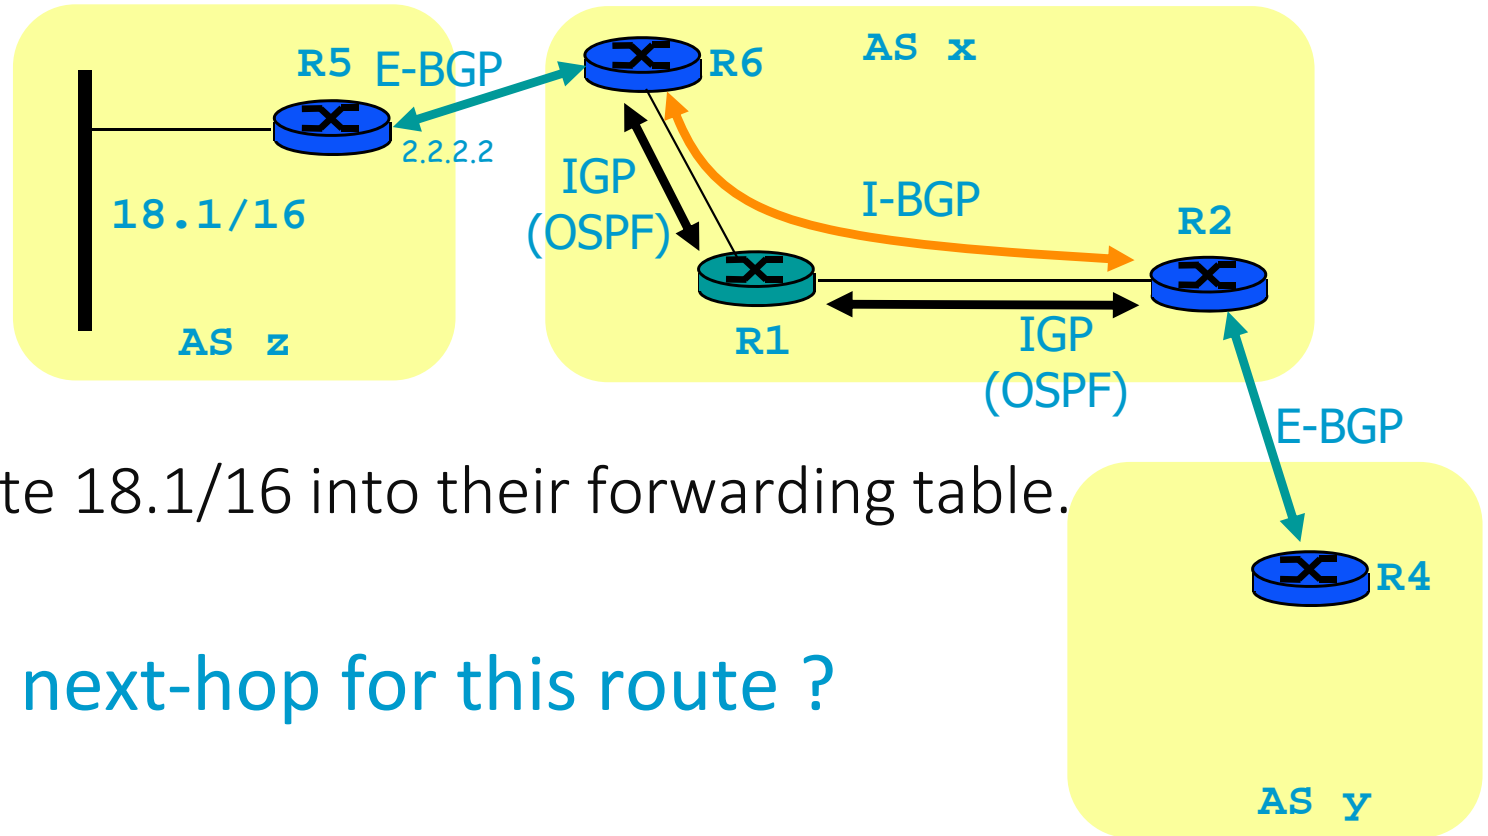 R5
E-BGP
2.2.2.2
18.1/16
AS z
R6
AS x
IGP
(OSPF)
I-BGP
R2
R1
IGP
(OSPF)
E-BGP
te 18.1/16 into their forwarding table.
R4
next-hop for this route ?
AS y